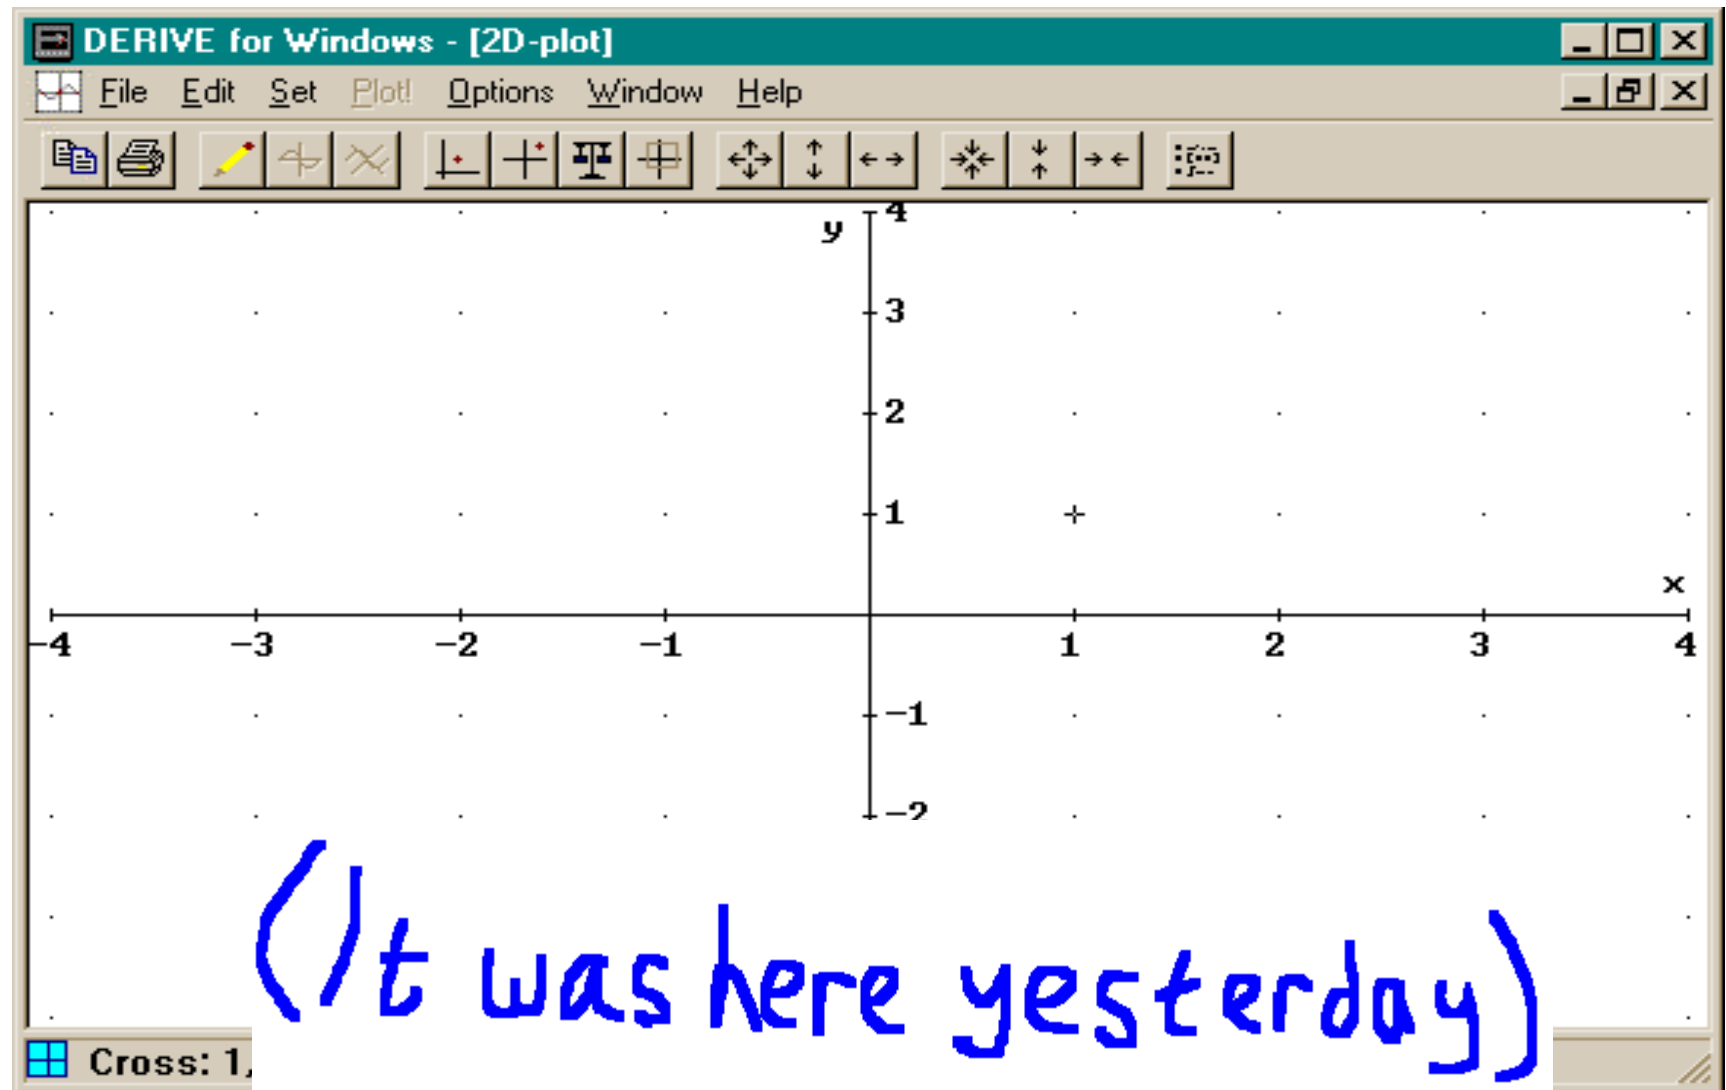 DERIVE for Windows - [2D-plot]
File Edit Set Plot! Options Window Help
y 4
3
2
1
x
-4 -3 -2 -1 1 2 3 4
-1
-2
(It was here yesterday)
Cross: 1,